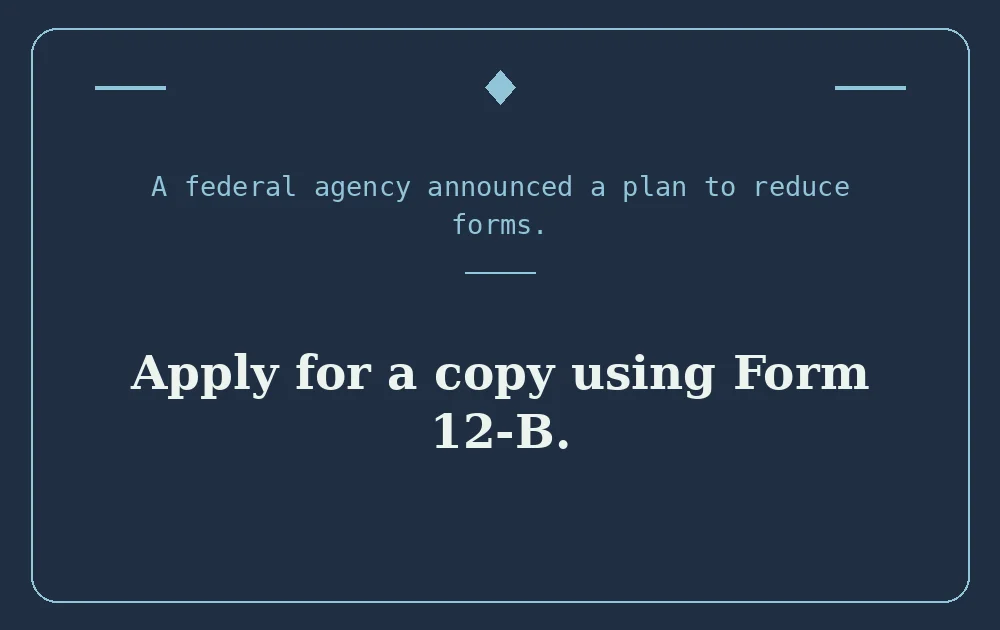 A federal agency announced a plan to reduce
forms.
Apply for a copy using Form
12-B.